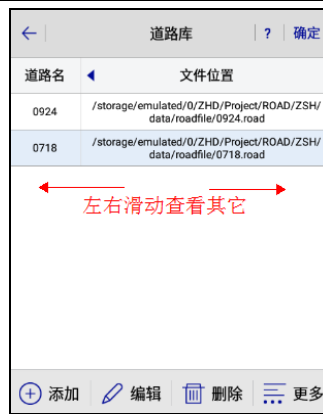 道路库 ? 确定
道路名 文件位置
0924 /storage/emulated/0/ZHD/Project/ROAD/ZSH/
data/roadfile/0924.road
0718 /storage/emulated/0/ZHD/Project/ROAD/ZSH/
data/roadfile/0718.road
左右滑动查看其它
添加 编辑 删除 更多